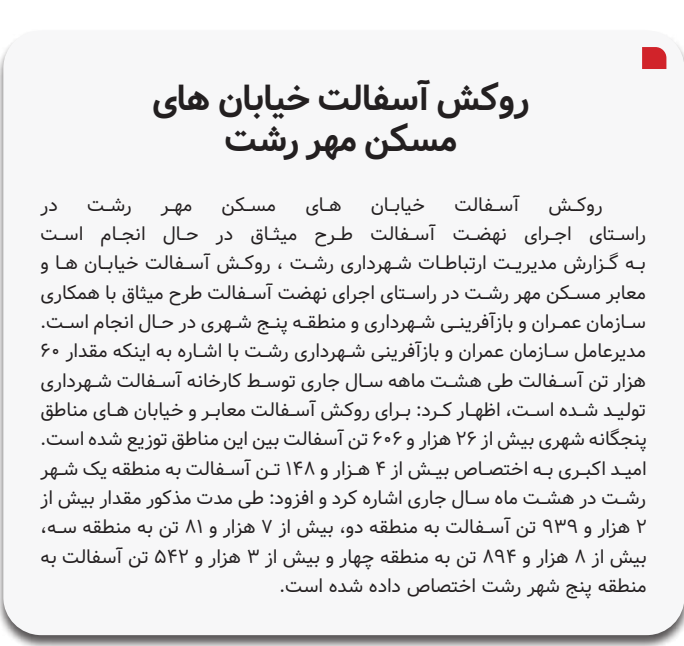 روکش آسفالت خیابان های
مسکن مهر رشت
روکش آسفالت خیابان های مسکن مهر رشت در
راستای اجرای نهضت آسفالت طرح میثاق در حال انجام است
به گزارش مدیریت ارتباطات شهرداری رشت ، روکش آسفالت خیابان ها و
معابر مسکن مهر رشت در راستای اجرای نهضت آسفالت طرح میثاق با همکاری
سازمان عمران و بازآفرینی شهرداری و منطقه پنج شهری در حال انجام است.
مدیرعامل سازمان عمران و بازآفرینی شهرداری رشت با اشاره به اینکه مقدار ۶۰
هزار تن آسفالت طی هشت ماهه سال جاری توسط کارخانه آسفالت شهرداری
تولید شده است، اظهار کرد: برای روکش آسفالت معابر و خیابان های مناطق
پنجگانه شهری بیش از ۲۶ هزار و ۶۰۶ تن آسفالت بین این مناطق توزیع شده است.
امید اکبری به اختصاص بیش از ۴ هزار و ۱۴۸ تن آسفالت به منطقه یک شهر
رشت در هشت ماه سال جاری اشاره کرد و افزود: طی مدت مذکور مقدار بیش از
۲ هزار و ۹۳۹ تن آسفالت به منطقه دو، بیش از ۷ هزار و ۸۱ تن به منطقه سه،
بیش از ۸ هزار و ۸۹۴ تن به منطقه چهار و بیش از ۳ هزار و ۵۴۲ تن آسفالت به
منطقه پنج شهر رشت اختصاص داده شده است.